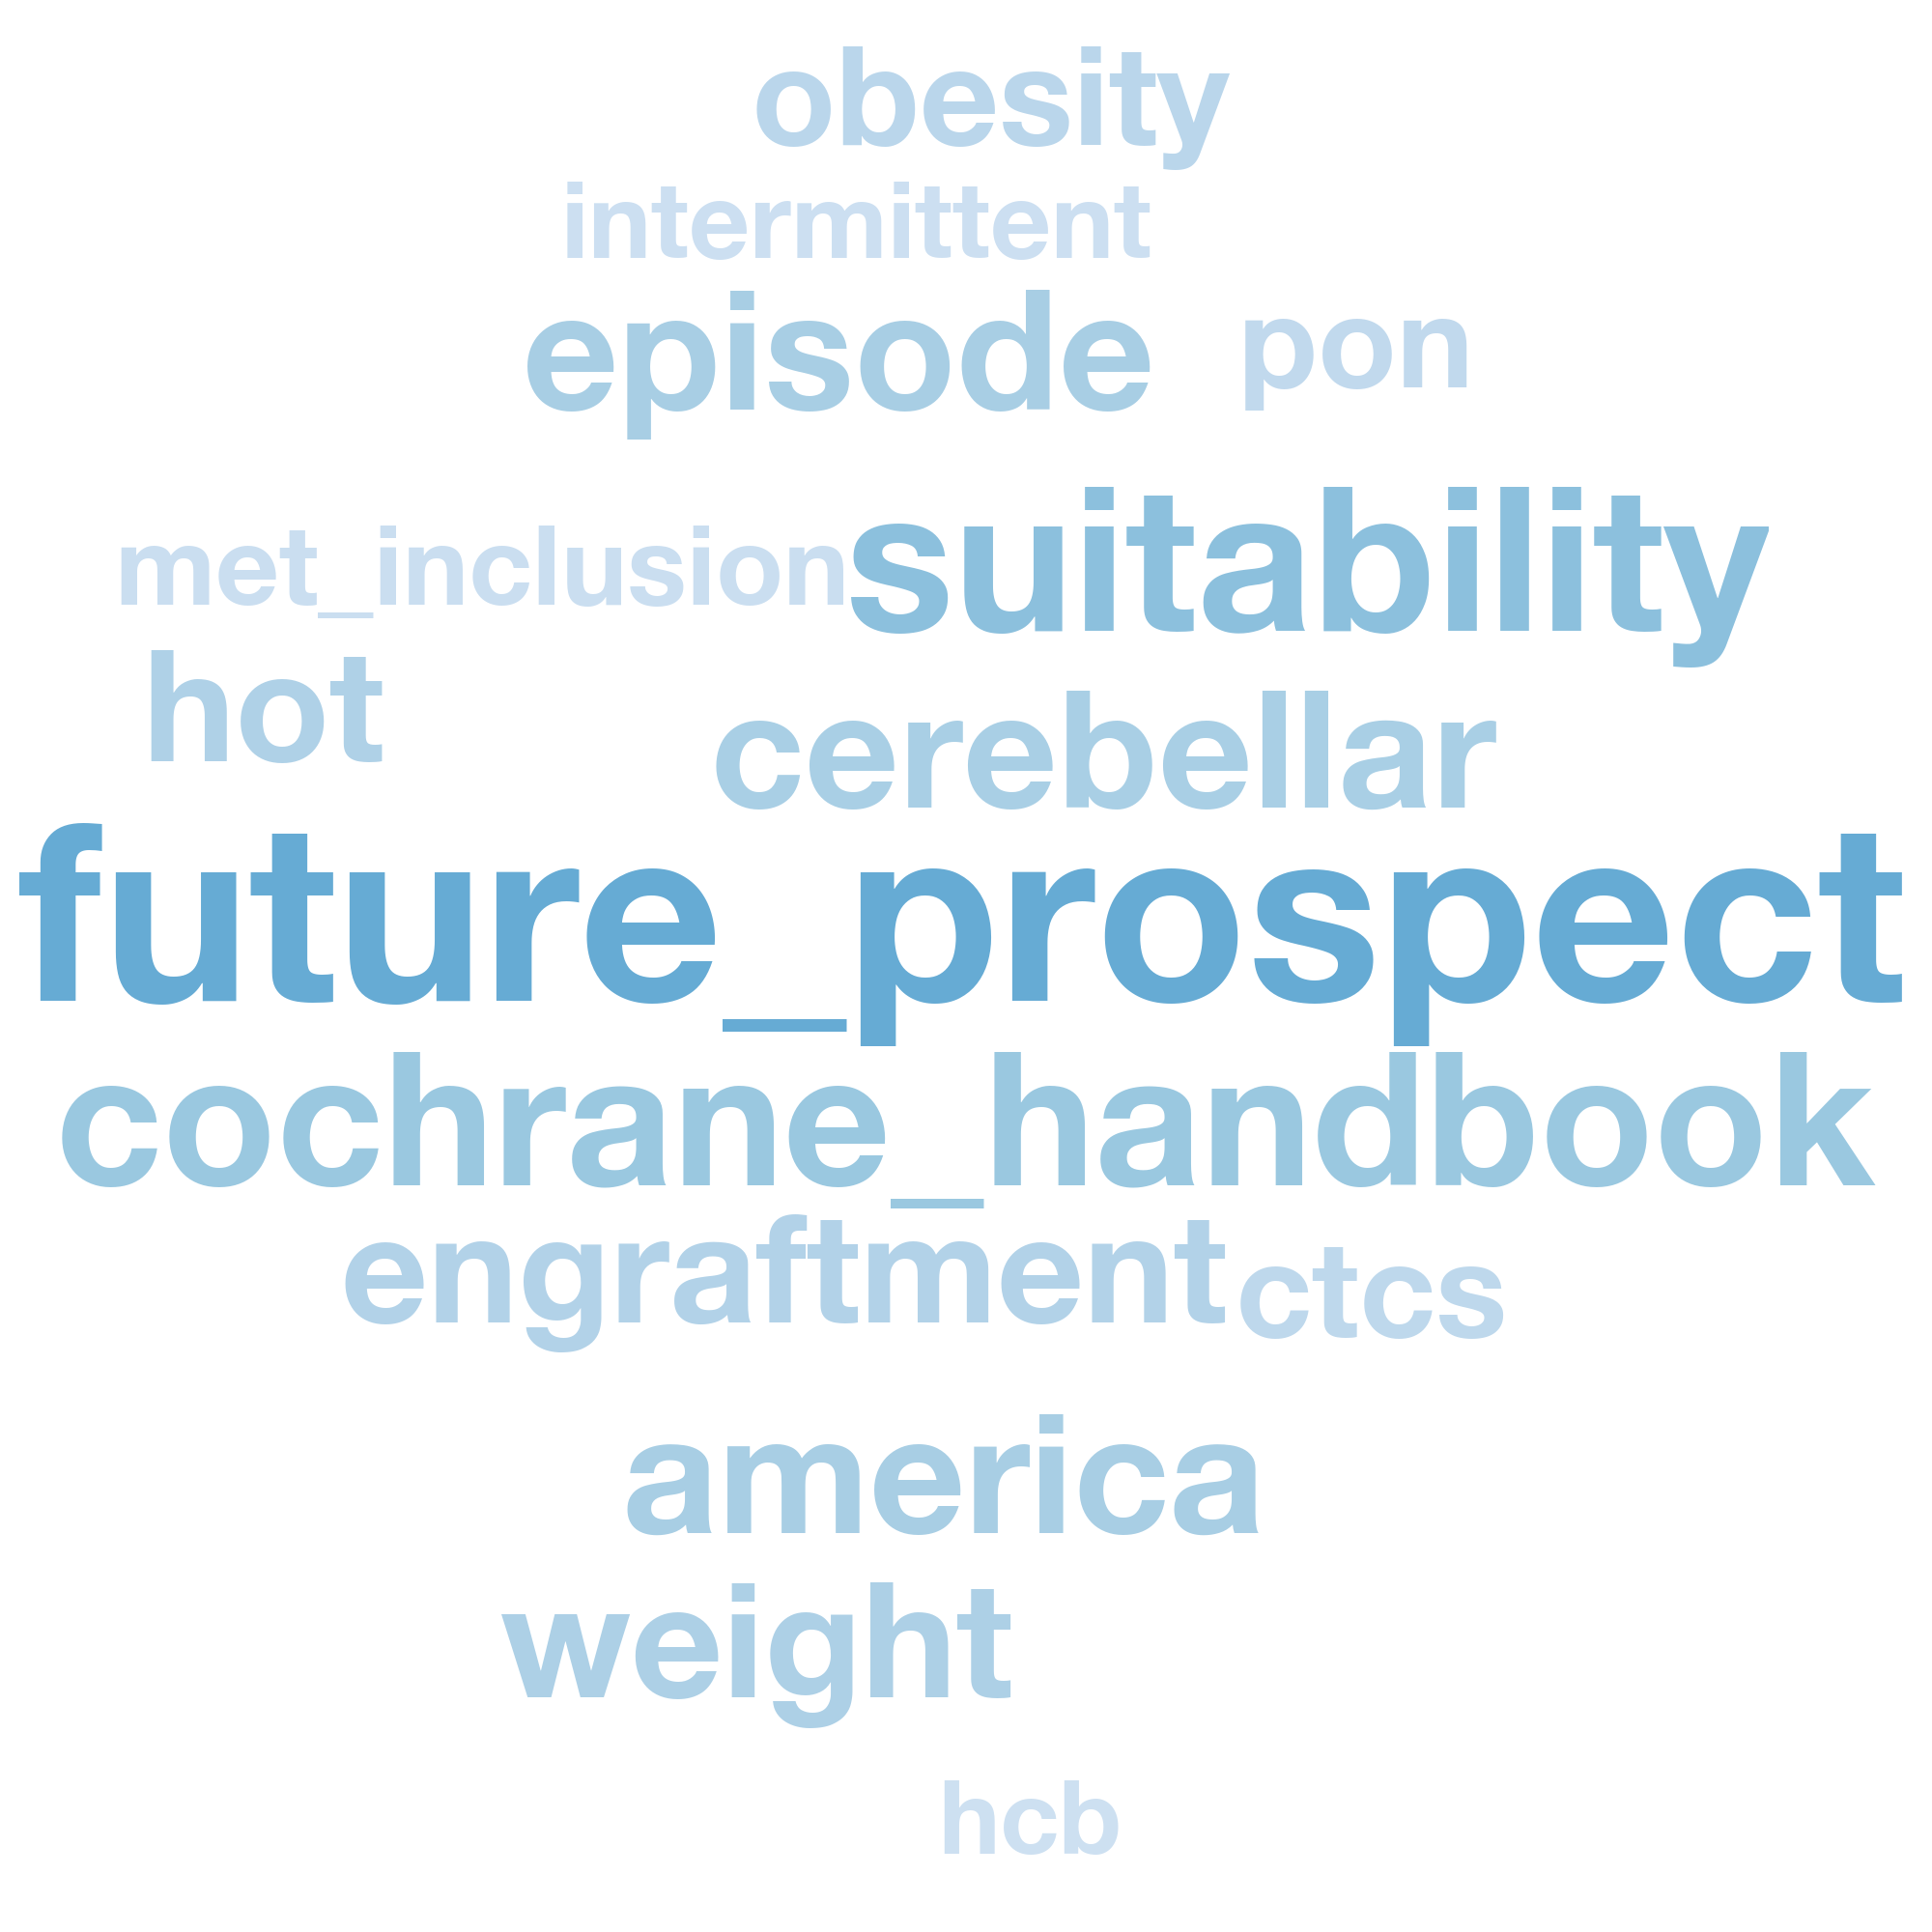 obesity
intermittent
episode pon
met_inclusion suitability
hot cerebellar
future_prospect
cochrane_handbook
engraftment ctcs
america
weight
hcb